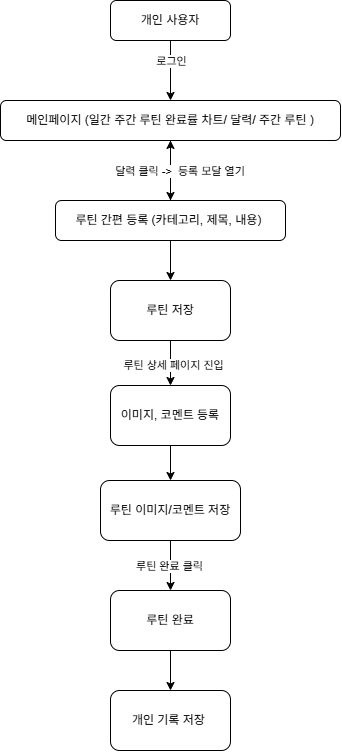 개인 사용자
로그인
메인페이지 (일간 주간 루틴 완료률 차트/ 달력/ 주간 루틴 )
달력 클릭 -> 등록 모달 열기
루틴 간편 등록 (카테고리, 제목, 내용)
루틴 저장
루틴 상세 페이지 진입
이미지, 코멘트 등록
루틴 이미지/코멘트 저장
루틴 완료 클릭
루틴 완료
개인 기록 저장